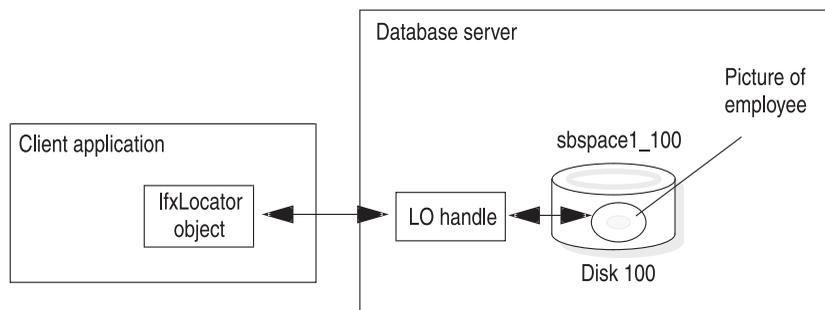 Database server
Picture of
employee
Client application
sbspace1_100
IfxLocator
object
LO handle
Disk 100